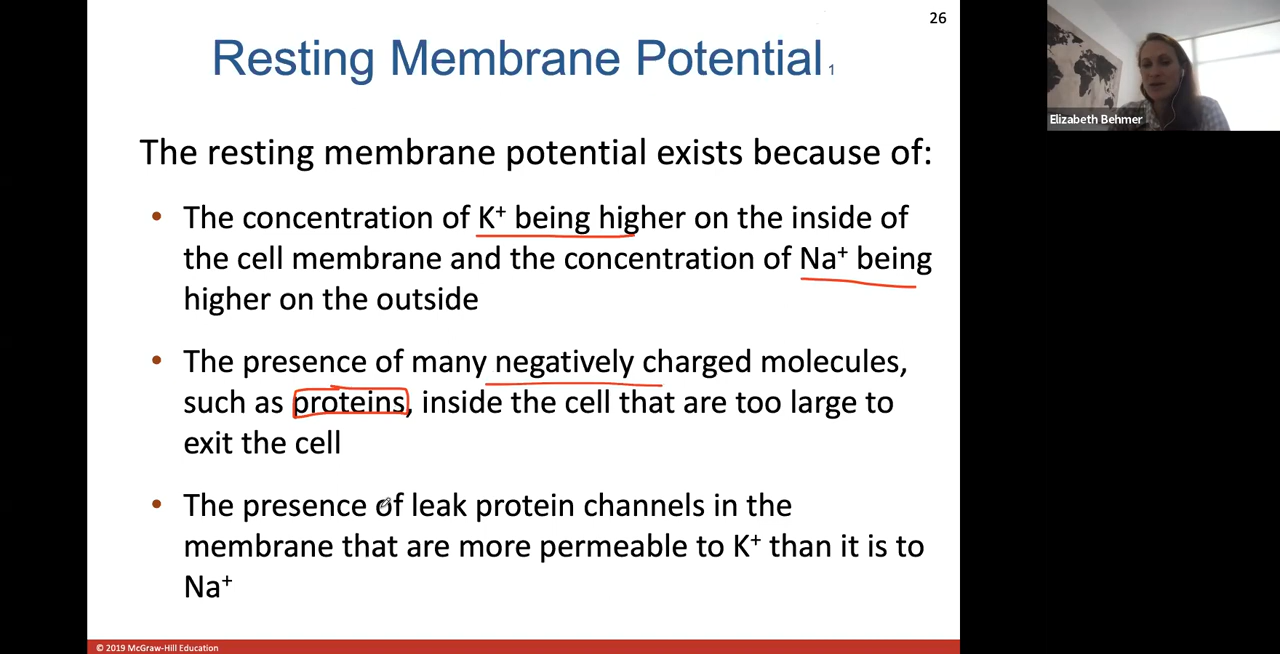 26
Resting Membrane Potential 1
Elizabeth Behmer
The resting membrane potential exists because of:
• The concentration of K⁺ being higher on the inside of
the cell membrane and the concentration of Na⁺ being
higher on the outside
• The presence of many negatively charged molecules,
such as proteins, inside the cell that are too large to
exit the cell
• The presence of leak protein channels in the
membrane that are more permeable to K⁺ than it is to
Na⁺
© 2019 McGraw-Hill Education